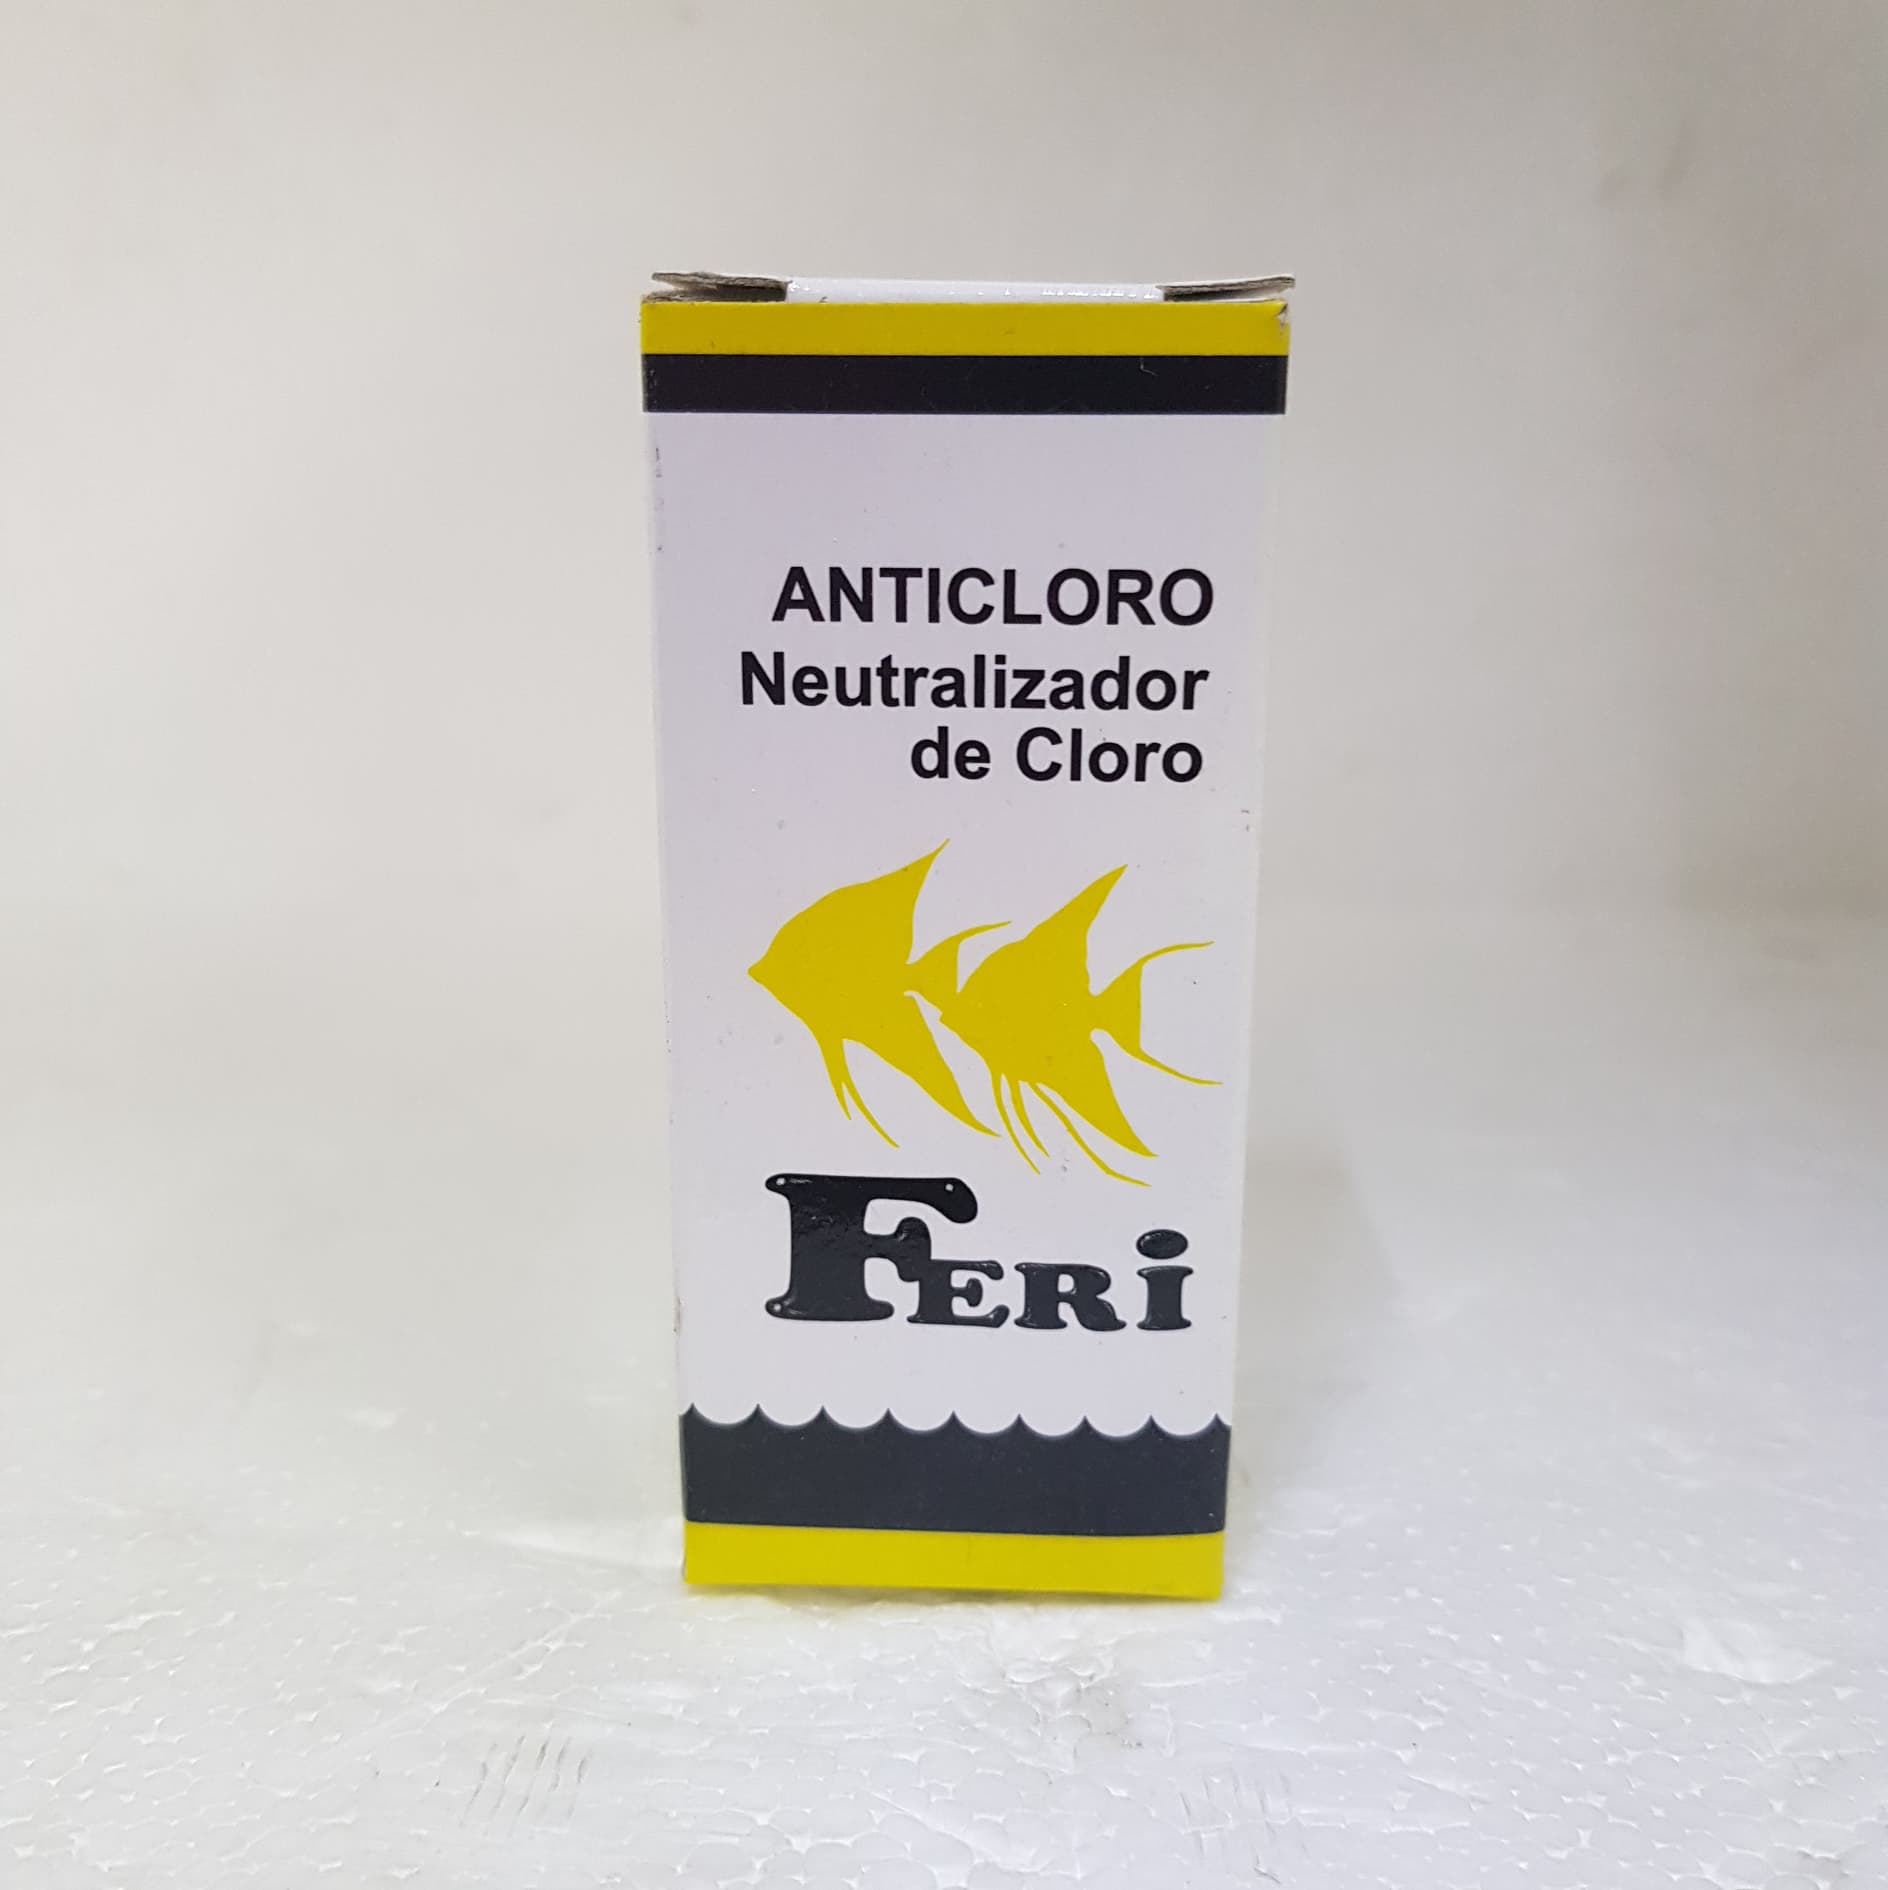 ANTICLORO
Neutralizador
de Cloro
FERi